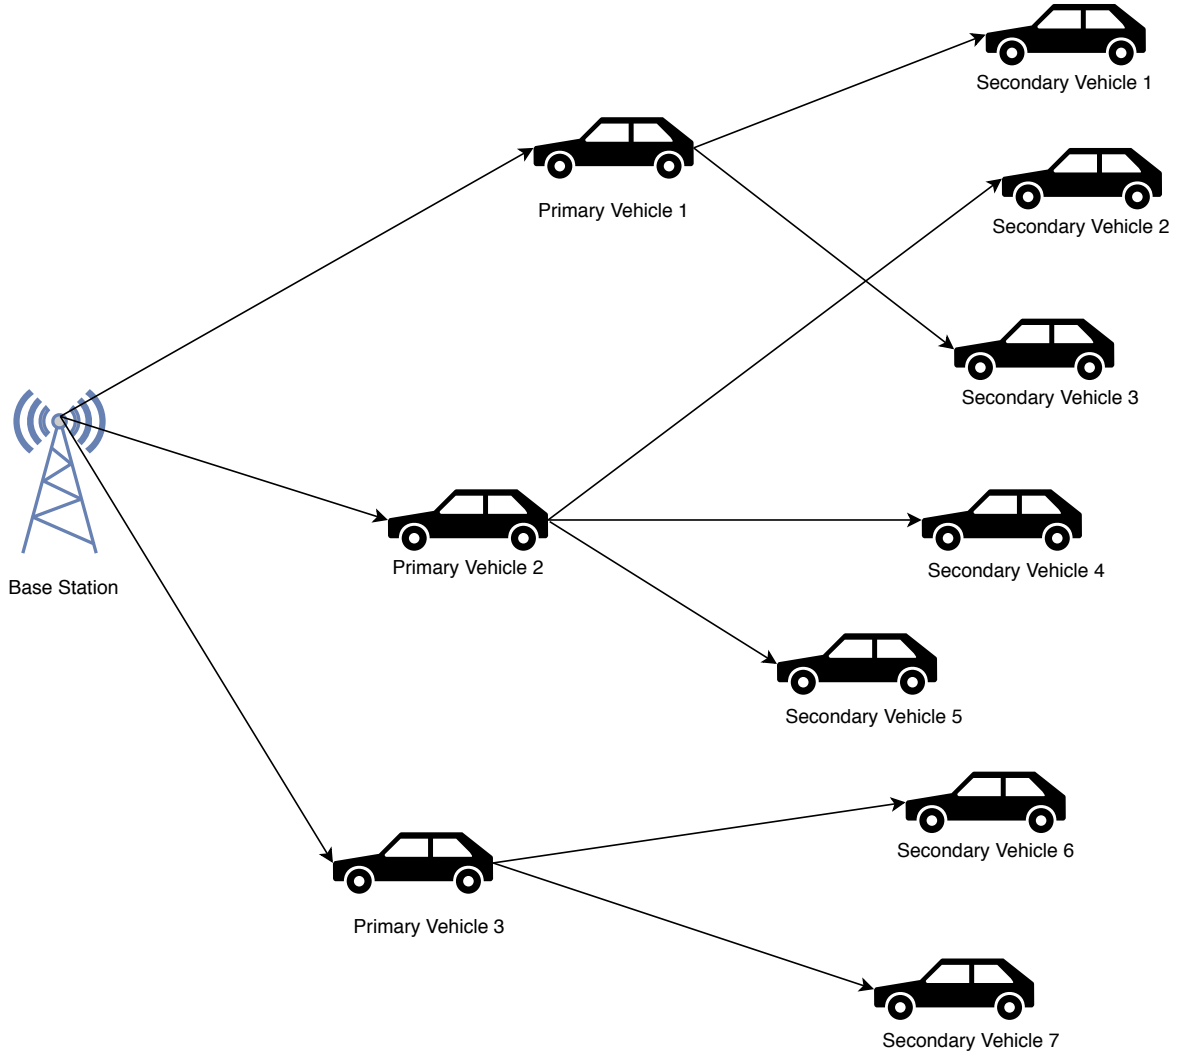 Secondary Vehicle 1
Primary Vehicle 1
Secondary Vehicle 2
Secondary Vehicle 3
Base Station
Primary Vehicle 2
Secondary Vehicle 4
Secondary Vehicle 5
Secondary Vehicle 6
Primary Vehicle 3
Secondary Vehicle 7